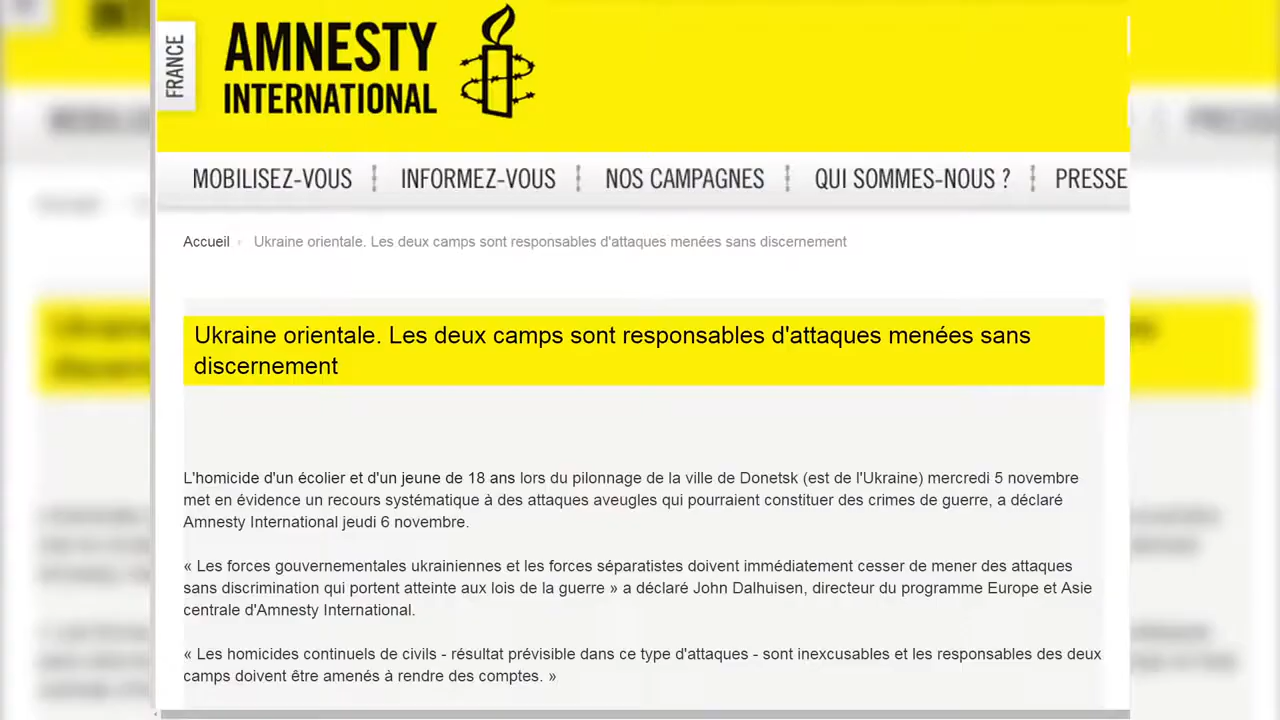 FRANCE
AMNESTY
INTERNATIONAL
MOBILISEZ-VOUS
INFORMEZ-VOUS
NOS CAMPAGNES
QUI SOMMES-NOUS ?
PRESSE
Accueil
Ukraine orientale. Les deux camps sont responsables d'attaques menées sans discernement
Ukraine orientale. Les deux camps sont responsables d'attaques menées sans
discernement
L'homicide d'un écolier et d'un jeune de 18 ans lors du pilonnage de la ville de Donetsk (est de l'Ukraine) mercredi 5 novembre
met en évidence un recours systématique à des attaques aveugles qui pourraient constituer des crimes de guerre, a déclaré
Amnesty International jeudi 6 novembre.
« Les forces gouvernementales ukrainiennes et les forces séparatistes doivent immédiatement cesser de mener des attaques
sans discrimination qui portent atteinte aux lois de la guerre » a déclaré John Dalhuisen, directeur du programme Europe et Asie
centrale d'Amnesty International.
« Les homicides continuels de civils - résultat prévisible dans ce type d'attaques - sont inexcusables et les responsables des deux
camps doivent être amenés à rendre des comptes. »